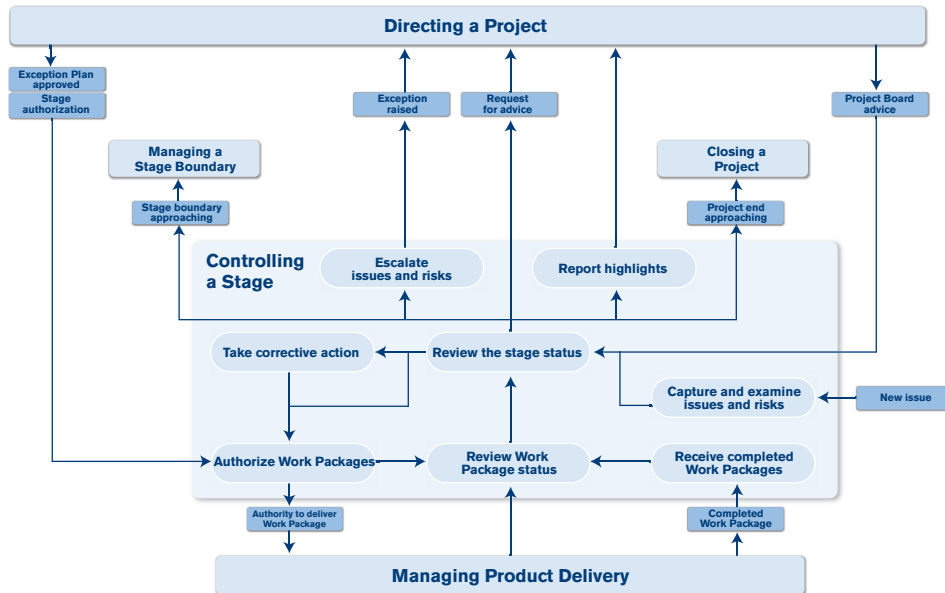 Directing a Project
Exception Plan
approved
Stage
authorization
Exception
raised
Request
for advice
Project Board
advice
Managing a
Stage Boundary
Closing a
Project
Stage boundary
approaching
Project end
approaching
Controlling
a Stage
Escalate
issues and risks
Report highlights
Take corrective action
Review the stage status
Capture and examine
issues and risks
New issue
Authorize Work Packages
Review Work
Package status
Receive completed
Work Packages
Authority to deliver
Work Package
Completed
Work Package
Managing Product Delivery